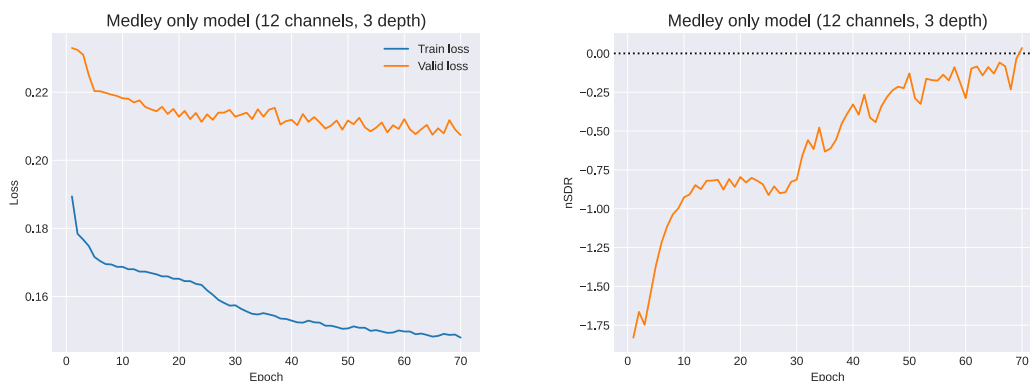 Medley only model (12 channels, 3 depth)
Train loss
Valid loss
0.22
0.20
0.18
0.16
Loss
0 10 20 30 40 50 60 70
Epoch
Medley only model (12 channels, 3 depth)
0.00
−0.25
−0.50
−0.75
−1.00
−1.25
−1.50
−1.75
nSDR
0 10 20 30 40 50 60 70
Epoch